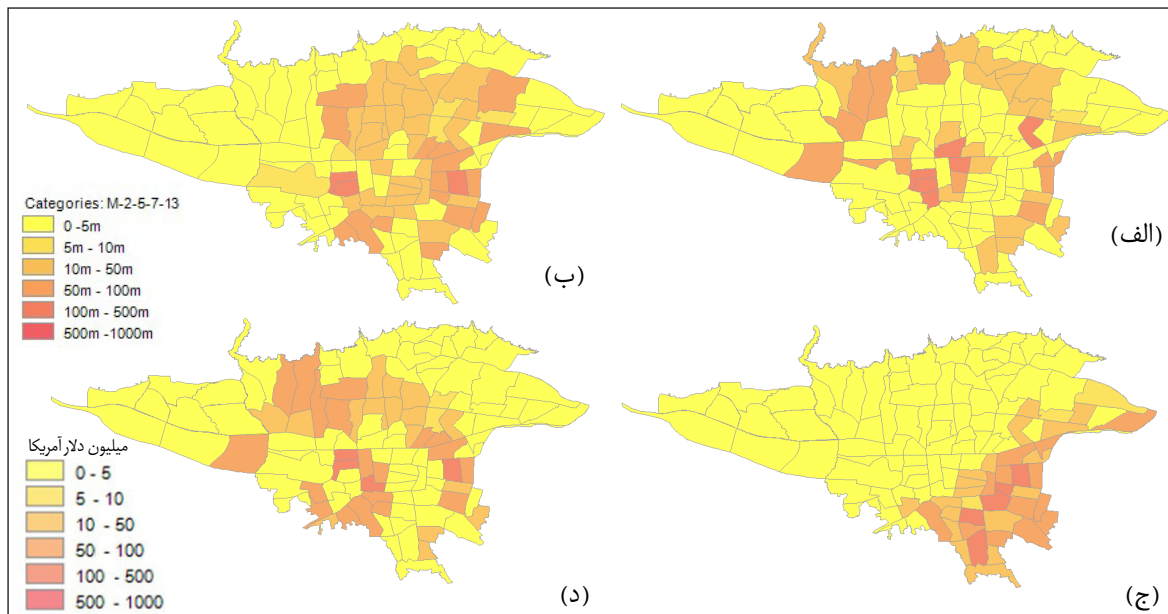 (الف)
(ب)
Categories: M-2-5-7-13
0 -5m
5m - 10m
10m - 50m
50m - 100m
100m - 500m
500m -1000m
(ج)
(د)
میلیون دلار آمریکا
0 - 5
5 - 10
10 - 50
50 - 100
100 - 500
500 - 1000